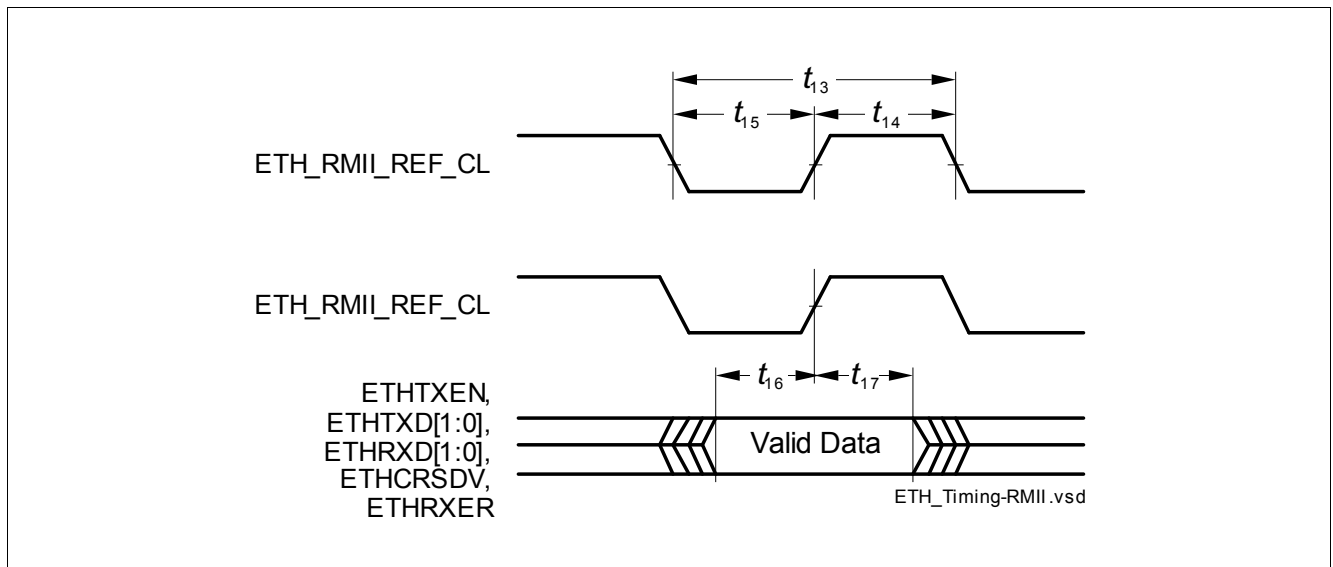 t13
t15
t14
ETH_RMII_REF_CL
ETH_RMII_REF_CL
t16
t17
ETHTXEN,
ETHTXD[1:0],
ETHRXD[1:0],
ETHCRSDV,
ETHRXER
Valid Data
ETH_Timing-RMII.vsd